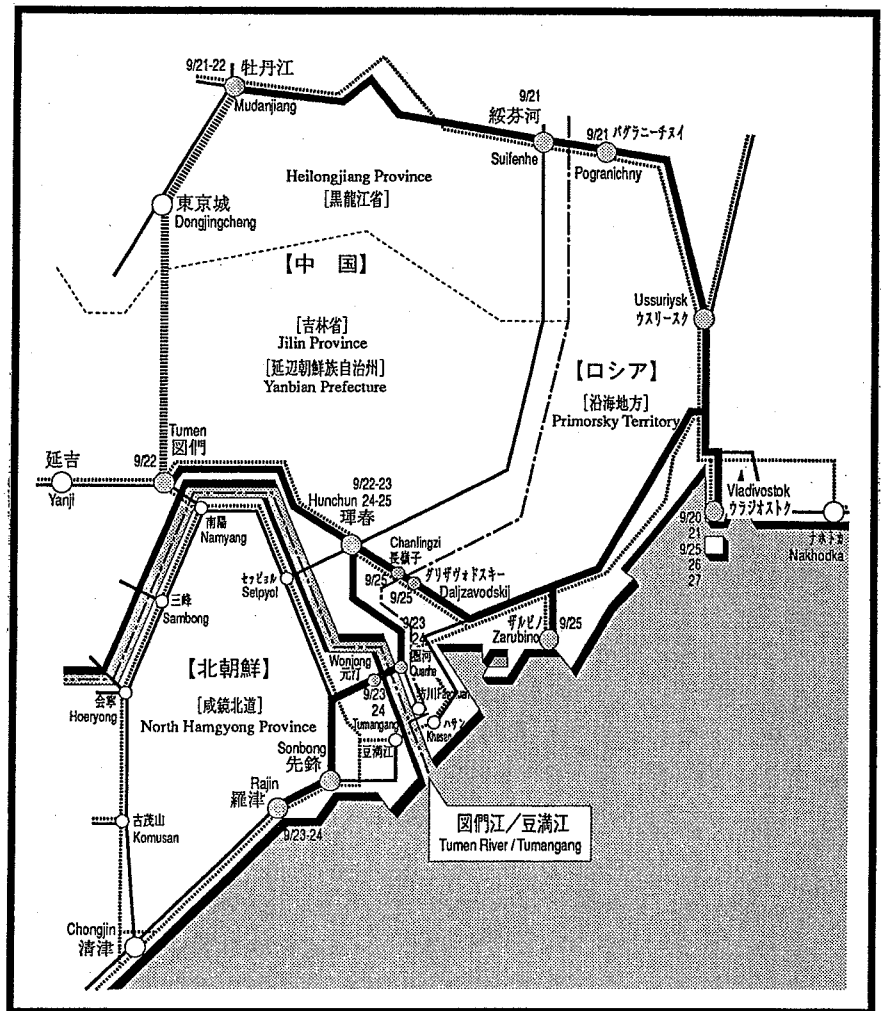 9/21-22 牡丹江
Mudanjiang
9/21
綏芬河
Suifenhe
9/21 パグラニーチヌイ
Pogranichny
東京城
Dongjingcheng
Heilongjiang Province
[黒龍江省]
【中 国】
[吉林省]
Jilin Province
[延辺朝鮮族自治州]
Yanbian Prefecture
Ussuriysk
ウスリースク
【ロシア】
[沿海地方]
Primorsky Territory
延吉
Yanji
Tumen
図們
9/22
9/22-23
Hunchun 24-25
琿春
Vladivostok
ウラジオストク
9/20
21
9/25
26
27
ナホトカ
Nakhodka
南陽
Namyang
セッピョル
Setpyol
Chanlingzi
長嶺子
9/25
クリザヴォドスキー
Daljzavodskij
9/25
三峰
Sambong
ザルビノ
Zarubino
9/25
9/23
24
圏河
Quanhe
Wonjong
元汀
9/23
24
【北朝鮮】
[咸鏡北道]
North Hamgyong Province
会寧
Hoeryong
ハサン
Khasan
Tumangang
豆満江
Sonbong
先鋒
Rajin
羅津
9/23-24
古茂山
Komusan
図們江/豆満江
Tumen River / Tumangang
Chongjin
清津